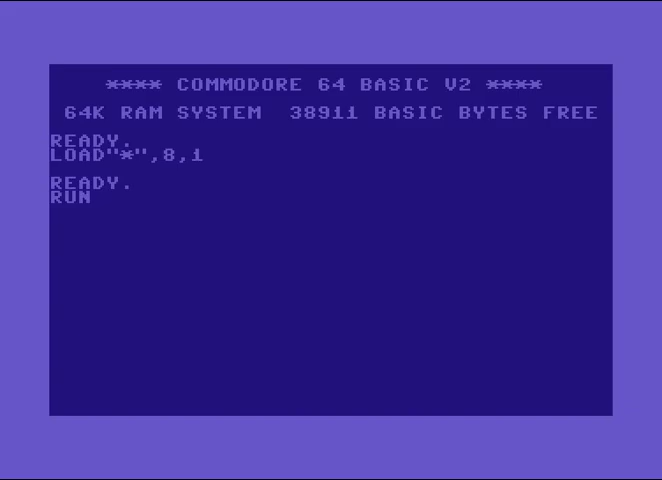 **** COMMODORE 64 BASIC V2 ****
64K RAM SYSTEM  38911 BASIC BYTES FREE
READY.
LOAD"*",8,1
READY.
RUN